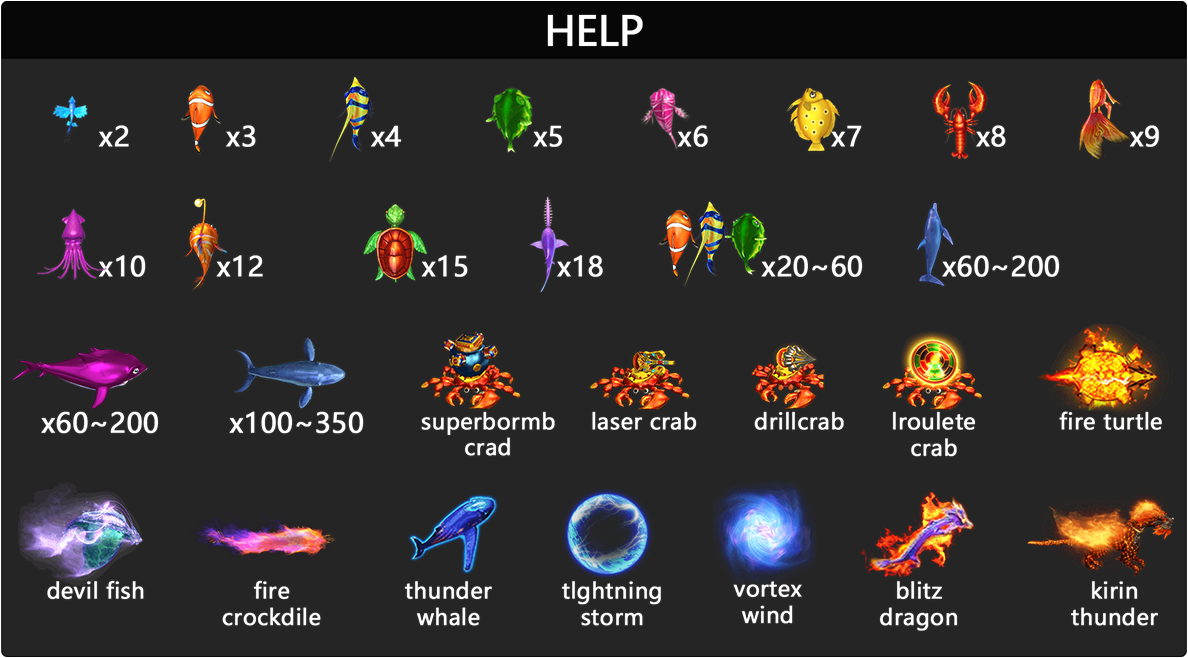 HELP
x2 x3 x4 x5 x6 x7 x8 x9
x10 x12 x15 x18 x20~60 x60~200
x60~200 x100~350 superbormb laser crab drillcrab lroulete fire turtle
crad crab
devil fish fire thunder tlghtning vortex blitz kirin
crockdile whale storm wind dragon thunder